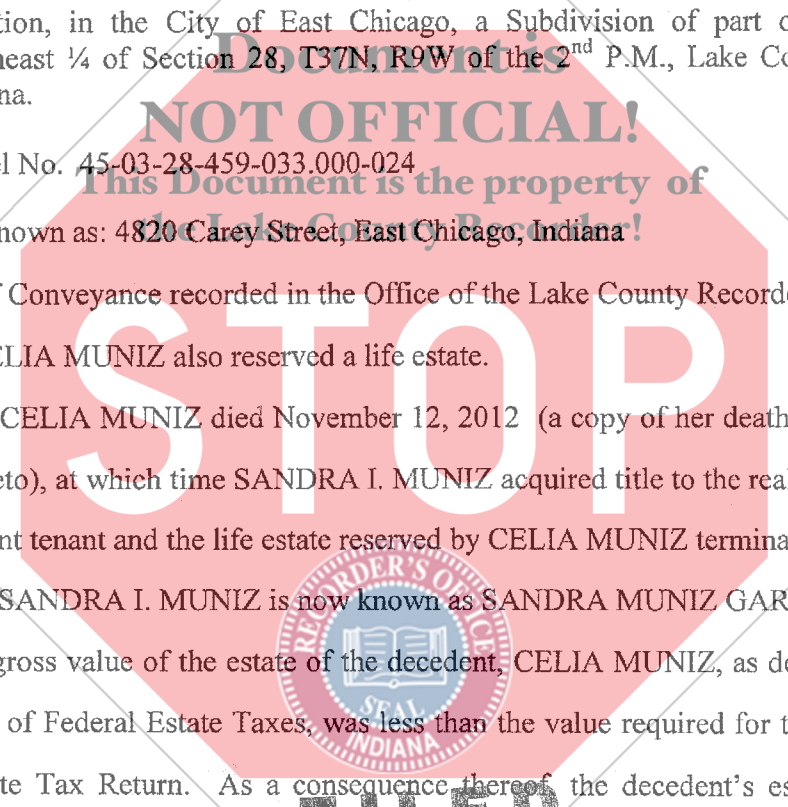 tion, in the City of East Chicago, a Subdivision of part o
neast ¼ of Section 28, T37N, R9W of the 2nd P.M., Lake Co
na.
Document is
NOT OFFICIAL!
This Document is the property of
the Lake County Recorder!
l No. 45-03-28-459-033.000-024
nown as: 4820 Carey Street, East Chicago, Indiana
f Conveyance recorded in the Office of the Lake County Record
ELIA MUNIZ also reserved a life estate.
CELIA MUNIZ died November 12, 2012 (a copy of her death
eto), at which time SANDRA I. MUNIZ acquired title to the rea
nt tenant and the life estate reserved by CELIA MUNIZ termina
SANDRA I. MUNIZ is now known as SANDRA MUNIZ GAR
gross value of the estate of the decedent, CELIA MUNIZ, as de
of Federal Estate Taxes, was less than the value required for t
te Tax Return. As a consequence thereof, the decedent's es
STOP
RECORDER'S OFFICE
SEAL
INDIANA
FILED